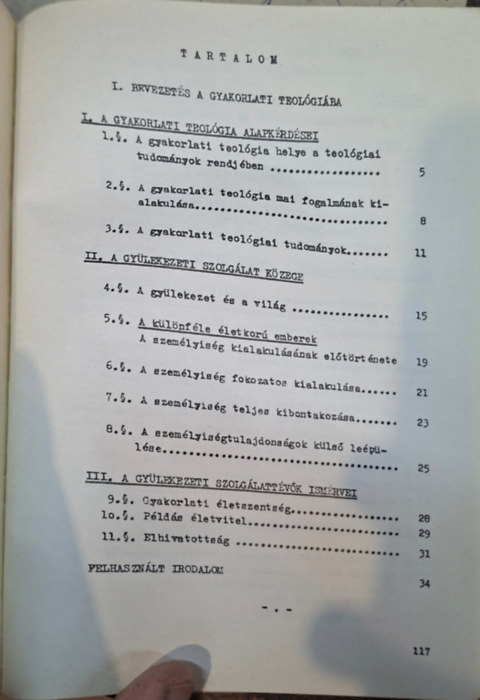 TARTALOM
I. BEVEZETÉS A GYAKORLATI TEOLÓGIÁBA
I. A GYAKORLATI TEOLÓGIA ALAPKÉRDÉSEI
1.§. A gyakorlati teológia helye a teológiai
tudományok rendjében .................. 5
2.§. A gyakorlati teológia mai fogalmának ki-
alakulása............................... 8
3.§. A gyakorlati teológiai tudományok....... 11
II. A GYÜLEKEZETI SZOLGÁLAT KÖZEGE
4.§. A gyülekezet és a világ ................ 15
5.§. A különféle életkorú emberek
A személyiség kialakulásának előtörténete 19
6.§. A személyiség fokozatos kialakulása...... 21
7.§. A személyiség teljes kibontakozása....... 23
8.§. A személyiségtulajdonságok külső leépü-
lése..................................... 25
III. A GYÜLEKEZETI SZOLGÁLATTÉVŐK ISMÉRVEI
9.§. Gyakorlati életszentség................. 28
10.§. Példás életvitel....................... 29
11.§. Elhivatottság ......................... 31
FELHASZNÁLT IRODALOM 34
-.-
117